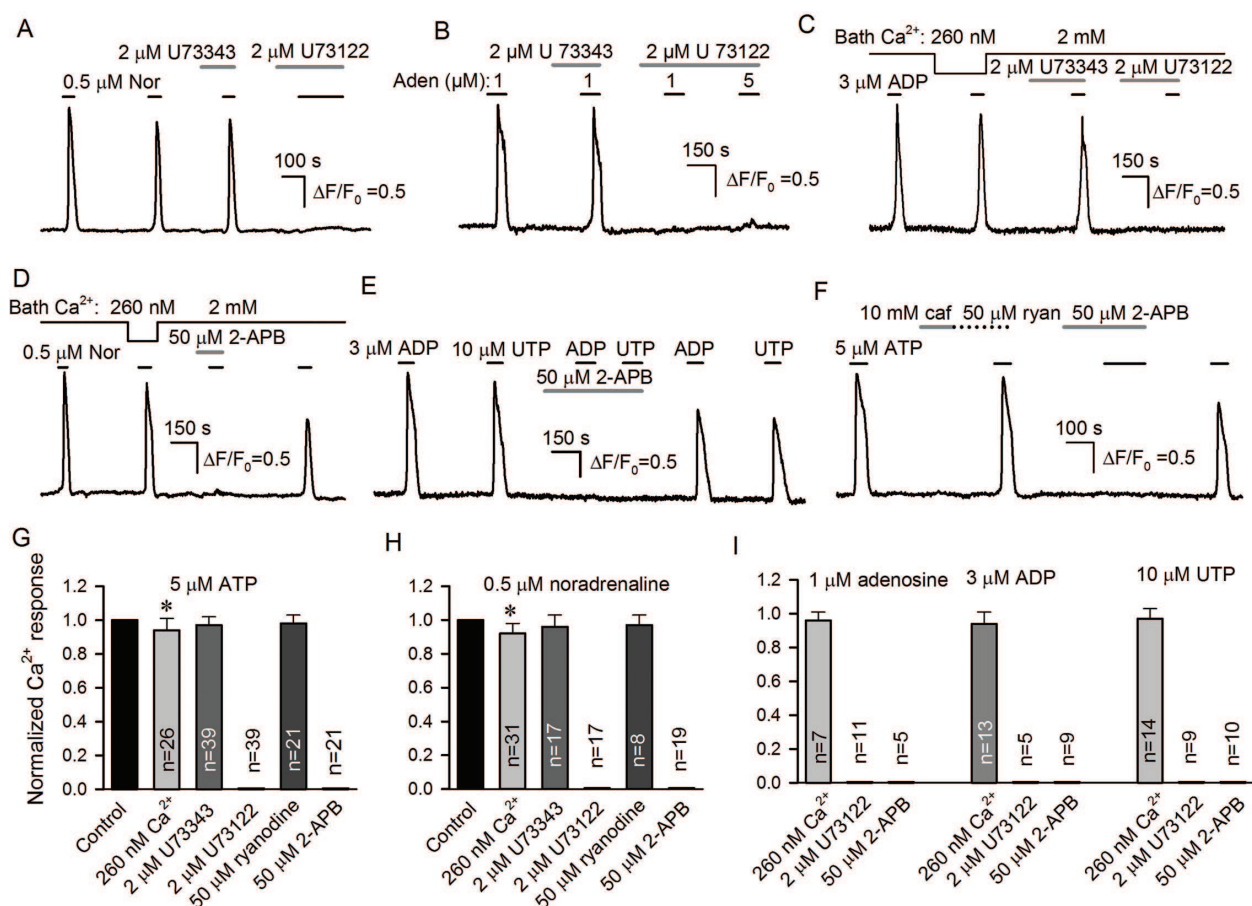 A
2 μM U73343 2 μM U73122
0.5 μM Nor
100 s
ΔF/F0 =0.5
B
2 μM U 73343 2 μM U 73122
Aden (μM): 1 1 1 5
150 s
ΔF/F0 =0.5
C
Bath Ca2+: 260 nM 2 mM
2 μM U73343 2 μM U73122
3 μM ADP
150 s
ΔF/F0 =0.5
D
Bath Ca2+: 260 nM 2 mM
50 μM 2-APB
0.5 μM Nor
150 s
ΔF/F0=0.5
E
3 μM ADP 10 μM UTP ADP UTP ADP UTP
50 μM 2-APB
150 s
ΔF/F0=0.5
F
10 mM caf 50 μM ryan 50 μM 2-APB
5 μM ATP
100 s
ΔF/F0=0.5
G
5 μM ATP
Normalized Ca2+ response
1.2
1.0
0.8
0.6
0.4
0.2
0.0
*
n=26
n=39
n=39
n=21
n=21
Control
260 nM Ca2+
2 μM U73343
2 μM U73122
50 μM ryanodine
50 μM 2-APB
H
0.5 μM noradrenaline
1.2
1.0
0.8
0.6
0.4
0.2
0.0
*
n=31
n=17
n=17
n=8
n=19
Control
260 nM Ca2+
2 μM U73343
2 μM U73122
50 μM ryanodine
50 μM 2-APB
I
1 μM adenosine 3 μM ADP 10 μM UTP
1.2
1.0
0.8
0.6
0.4
0.2
0.0
n=7
n=11
n=5
n=13
n=5
n=9
n=14
n=9
n=10
260 nM Ca2+
2 μM U73122
50 μM 2-APB
260 nM Ca2+
2 μM U73122
50 μM 2-APB
260 nM Ca2+
2 μM U73122
50 μM 2-APB